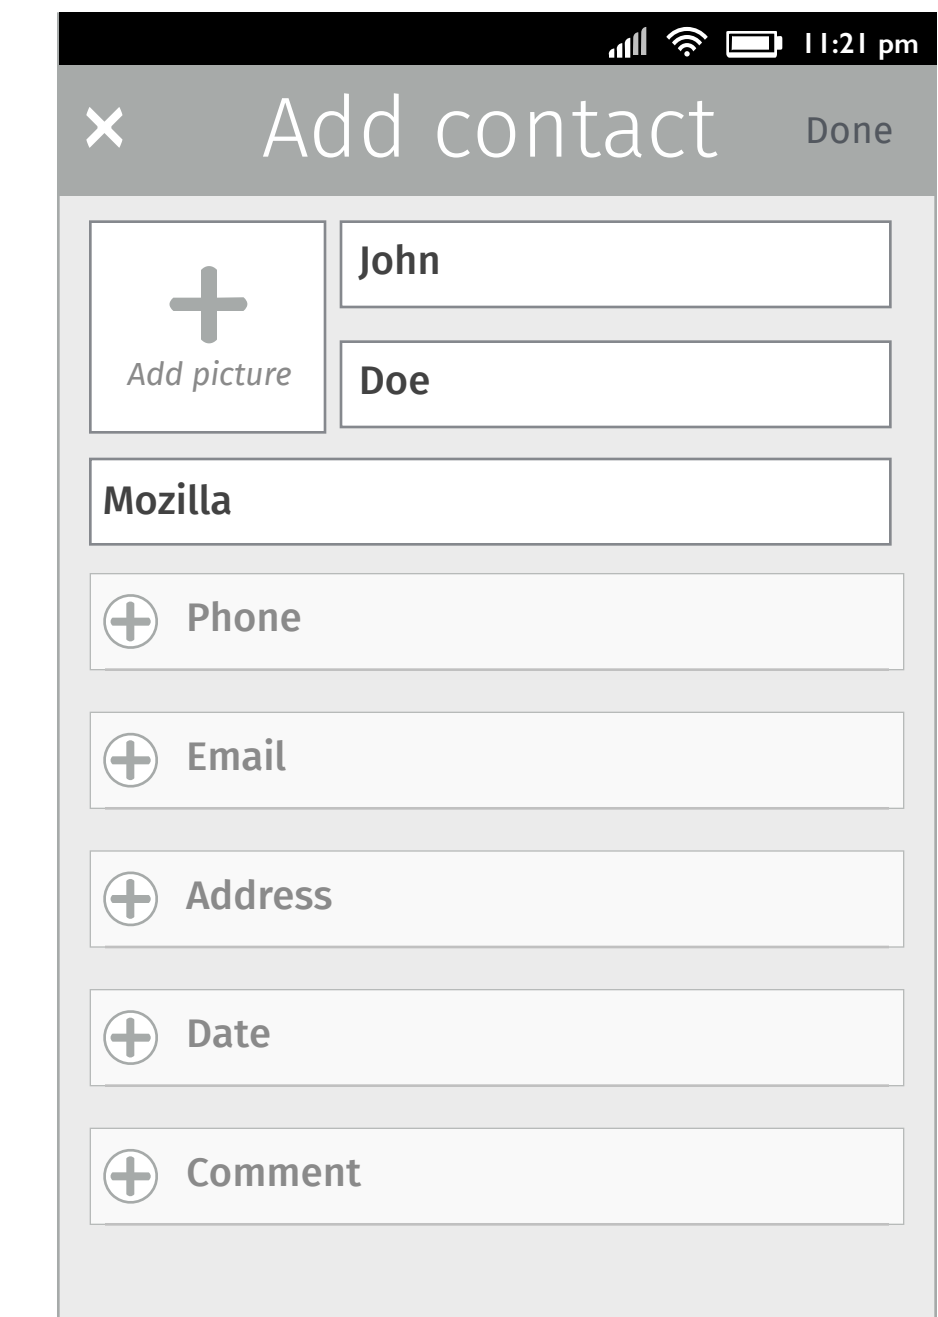 11:21 pm
Add contact
Done
John
Add picture
Doe
Mozilla
Phone
Email
Address
Date
Comment